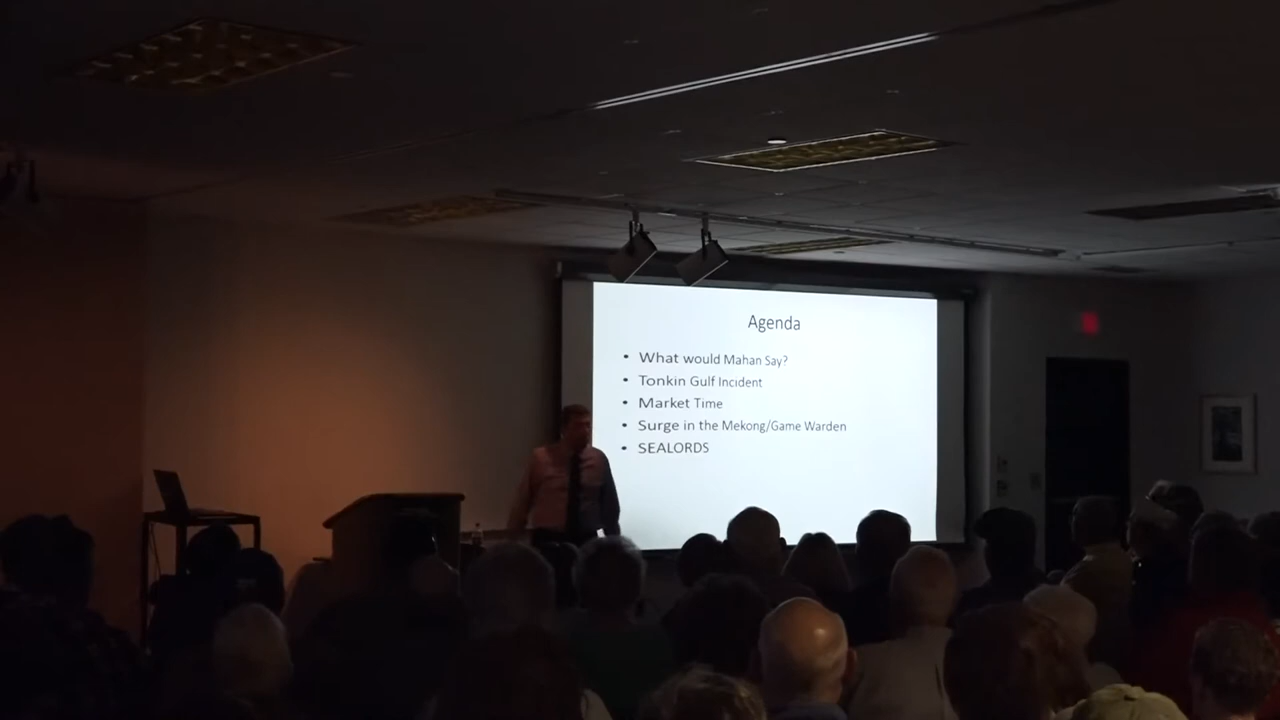 Agenda
• What would Mahan Say?
• Tonkin Gulf Incident
• Market Time
• Surge in the Mekong/Game Warden
• SEALORDS